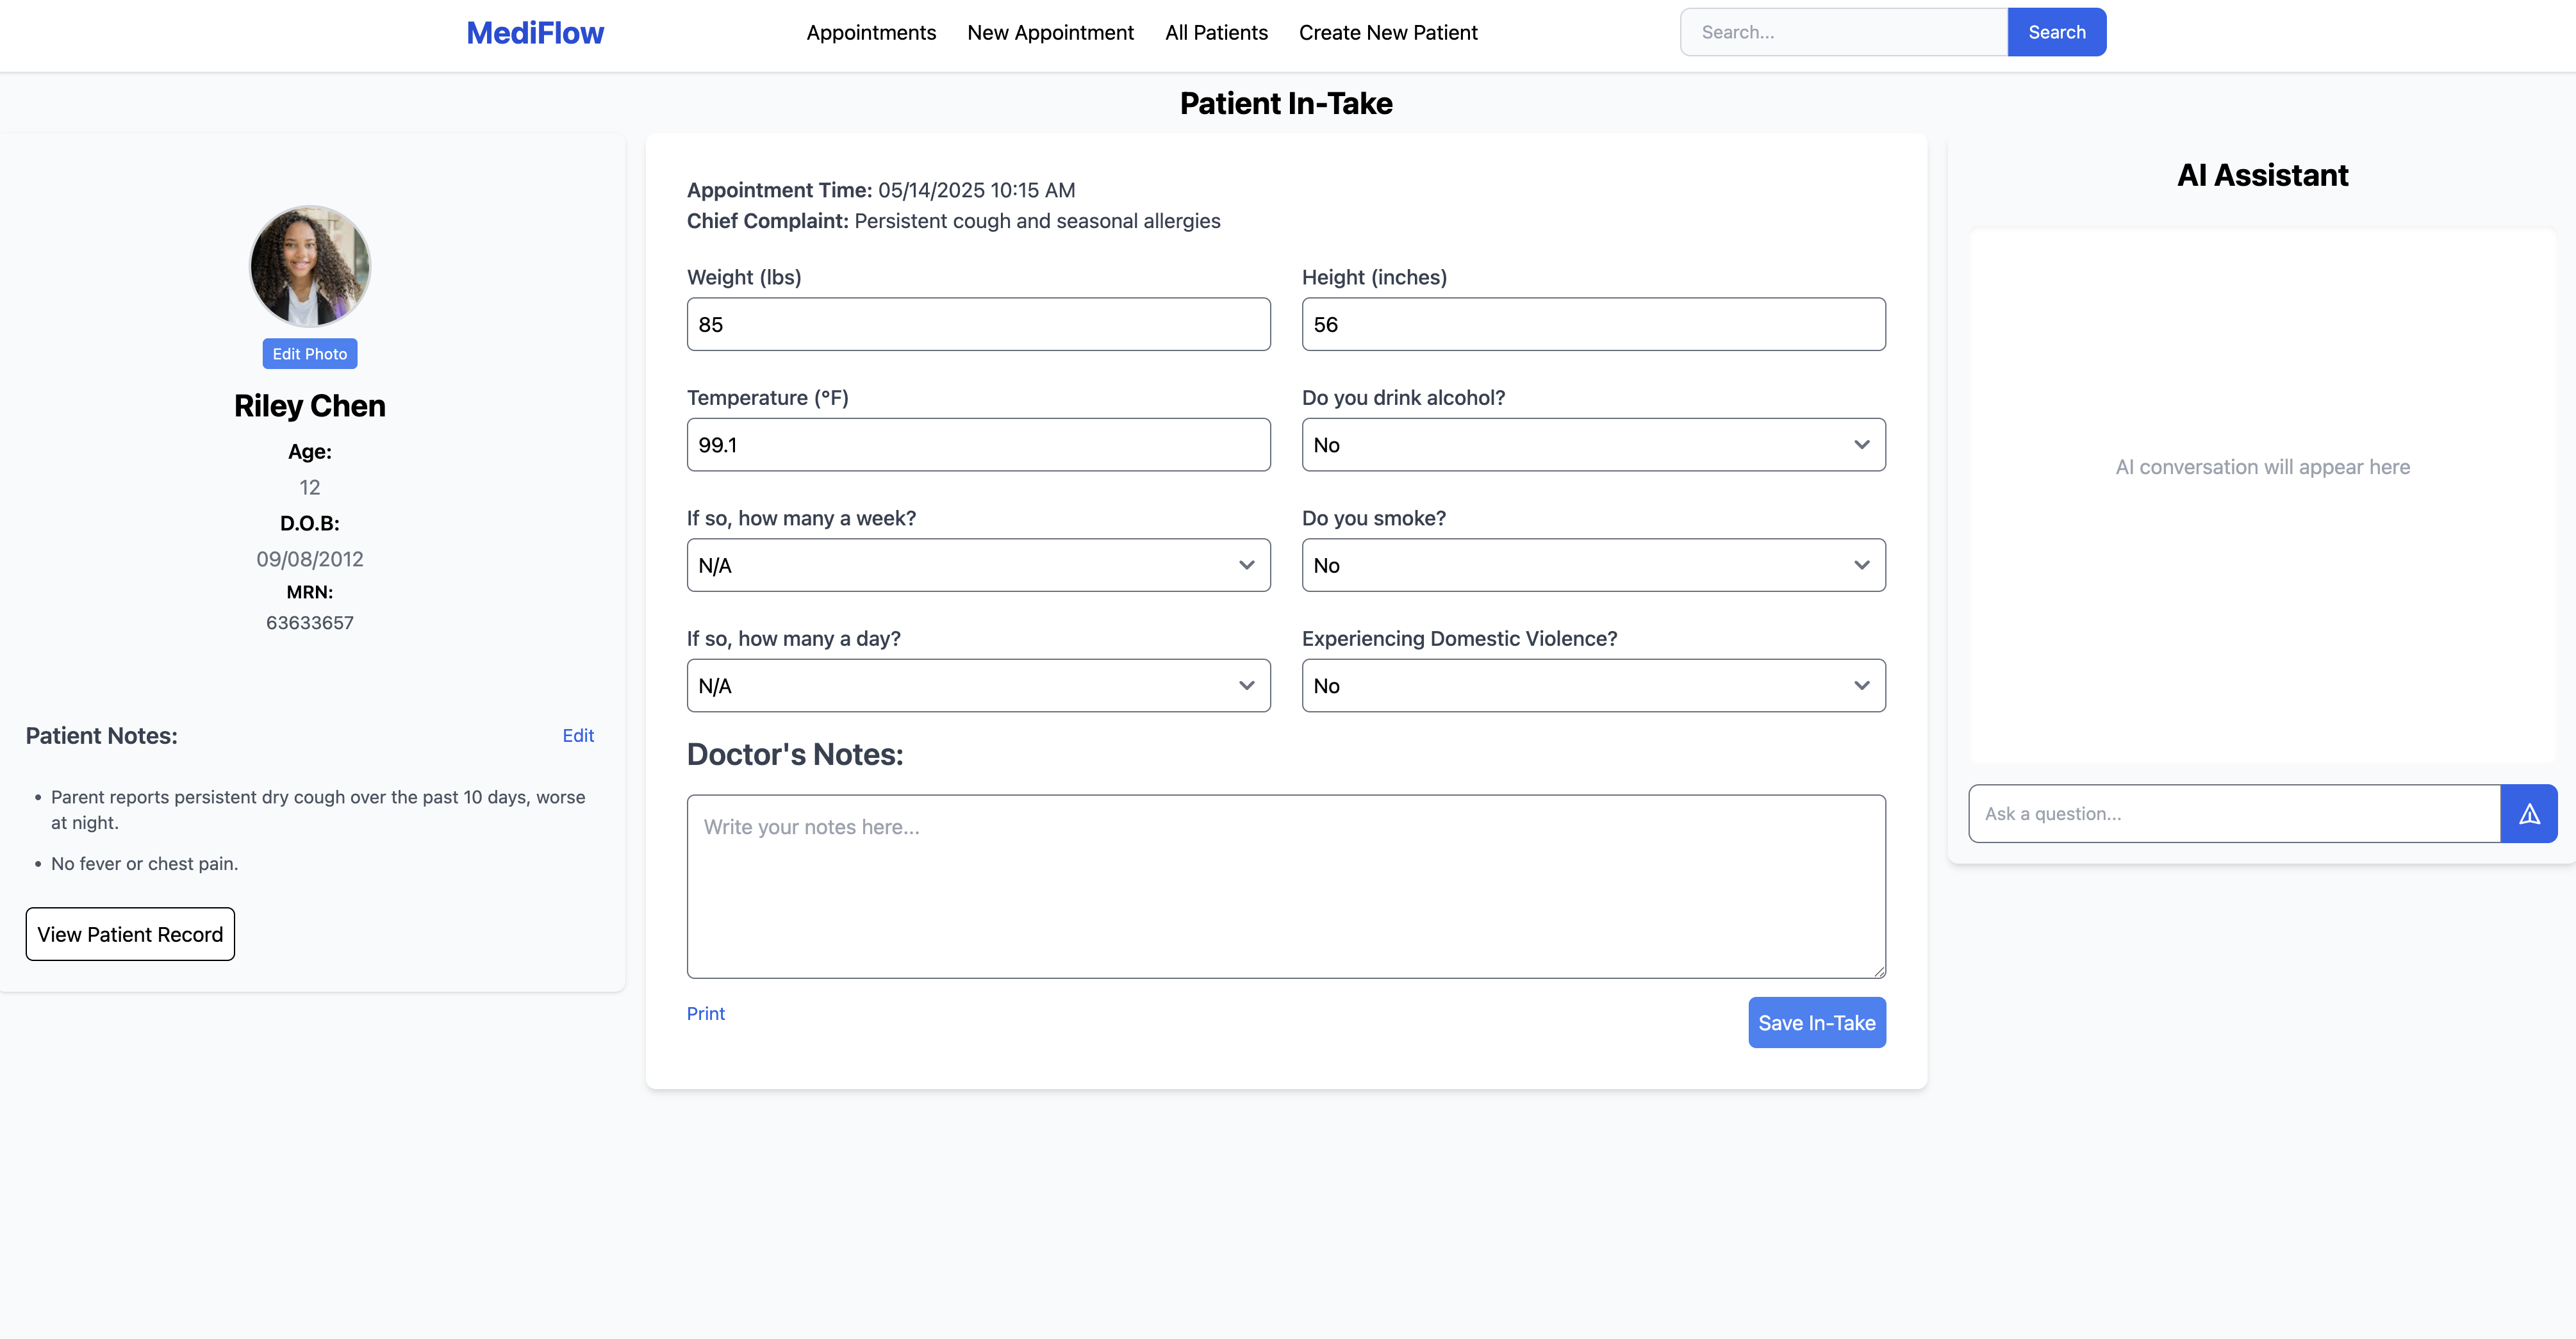 MediFlow
Appointments
New Appointment
All Patients
Create New Patient
Search...
Search
Patient In-Take
Edit Photo
Riley Chen
Age:
12
D.O.B:
09/08/2012
MRN:
63633657
Patient Notes:
Edit
• Parent reports persistent dry cough over the past 10 days, worse
at night.
• No fever or chest pain.
View Patient Record
Appointment Time: 05/14/2025 10:15 AM
Chief Complaint: Persistent cough and seasonal allergies
Weight (lbs)
85
Height (inches)
56
Temperature (°F)
99.1
Do you drink alcohol?
No
If so, how many a week?
N/A
Do you smoke?
No
If so, how many a day?
N/A
Experiencing Domestic Violence?
No
Doctor's Notes:
Write your notes here...
Print
Save In-Take
AI Assistant
AI conversation will appear here
Ask a question...